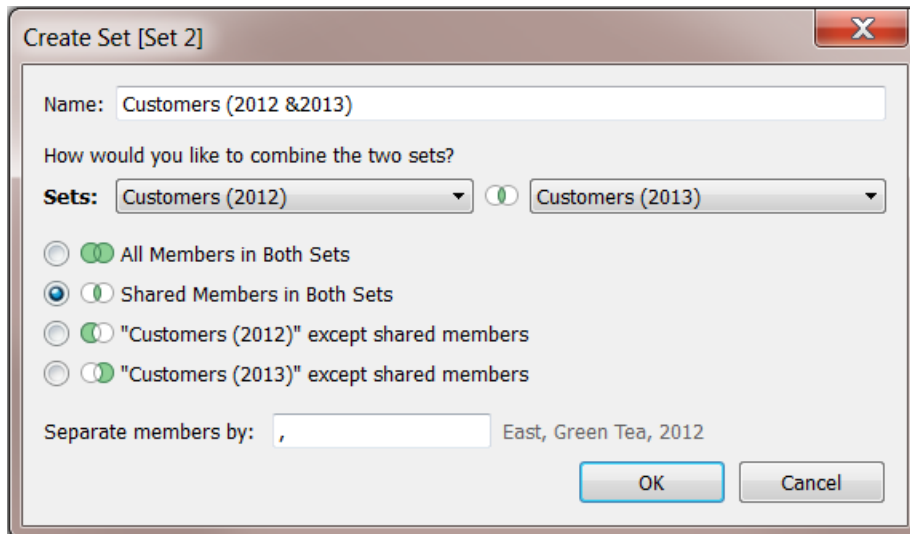 Create Set [Set 2]
X
Name: Customers (2012 &2013)
How would you like to combine the two sets?
Sets: Customers (2012) Customers (2013)
All Members in Both Sets
Shared Members in Both Sets
"Customers (2012)" except shared members
"Customers (2013)" except shared members
Separate members by: , East, Green Tea, 2012
OK Cancel